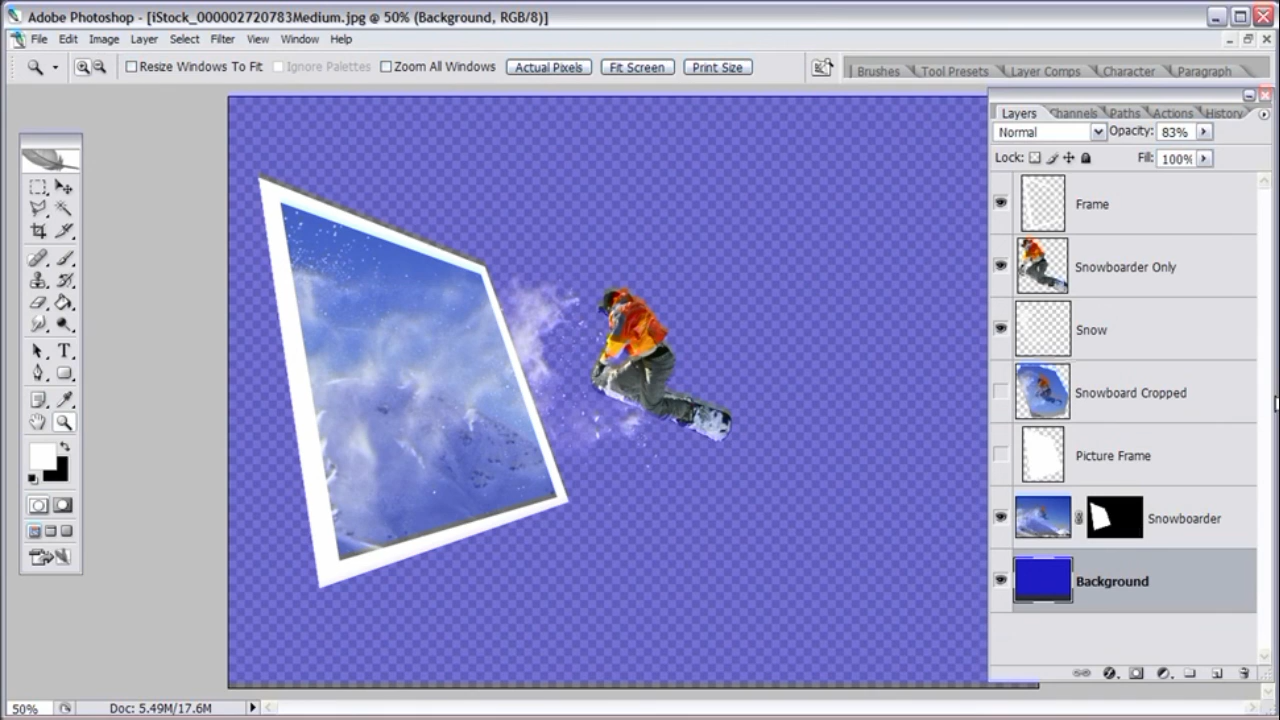 Adobe Photoshop - [iStock_000002720783Medium.jpg @ 50% (Background, RGB/8)]
File Edit Image Layer Select Filter View Window Help
Resize Windows To Fit Ignore Palettes Zoom All Windows Actual Pixels Fit Screen Print Size Brushes Tool Presets Layer Comps Character Paragraph
Layers Channels Paths Actions History
Normal Opacity: 83%
Lock: Fill: 100%
Frame
Snowboarder Only
Snow
Snowboard Cropped
Picture Frame
Snowboarder
Background
T
50% Doc: 5.49M/17.6M